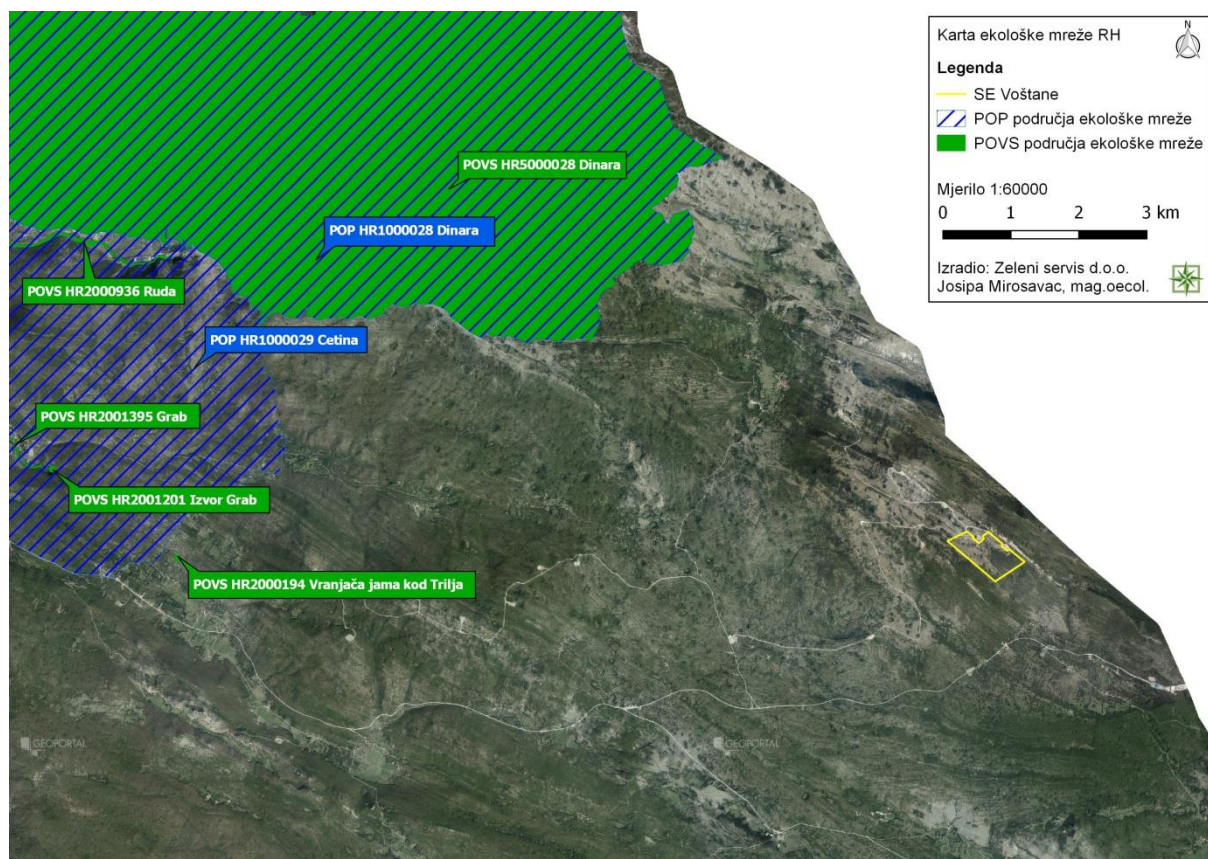 Karta ekološke mreže RH
N
Legenda
SE Voštane
POP područja ekološke mreže
POVS područja ekološke mreže
Mjerilo 1:60000
0 1 2 3 km
Izradio: Zeleni servis d.o.o.
Josipa Mirosavac, mag.oecol.
POVS HR5000028 Dinara
POP HR1000028 Dinara
POVS HR2000936 Ruda
POP HR1000029 Cetina
POVS HR2001395 Grab
POVS HR2001201 Izvor Grab
POVS HR2000194 Vranjača jama kod Trilja
GEOPORTAL
GEOPORTAL